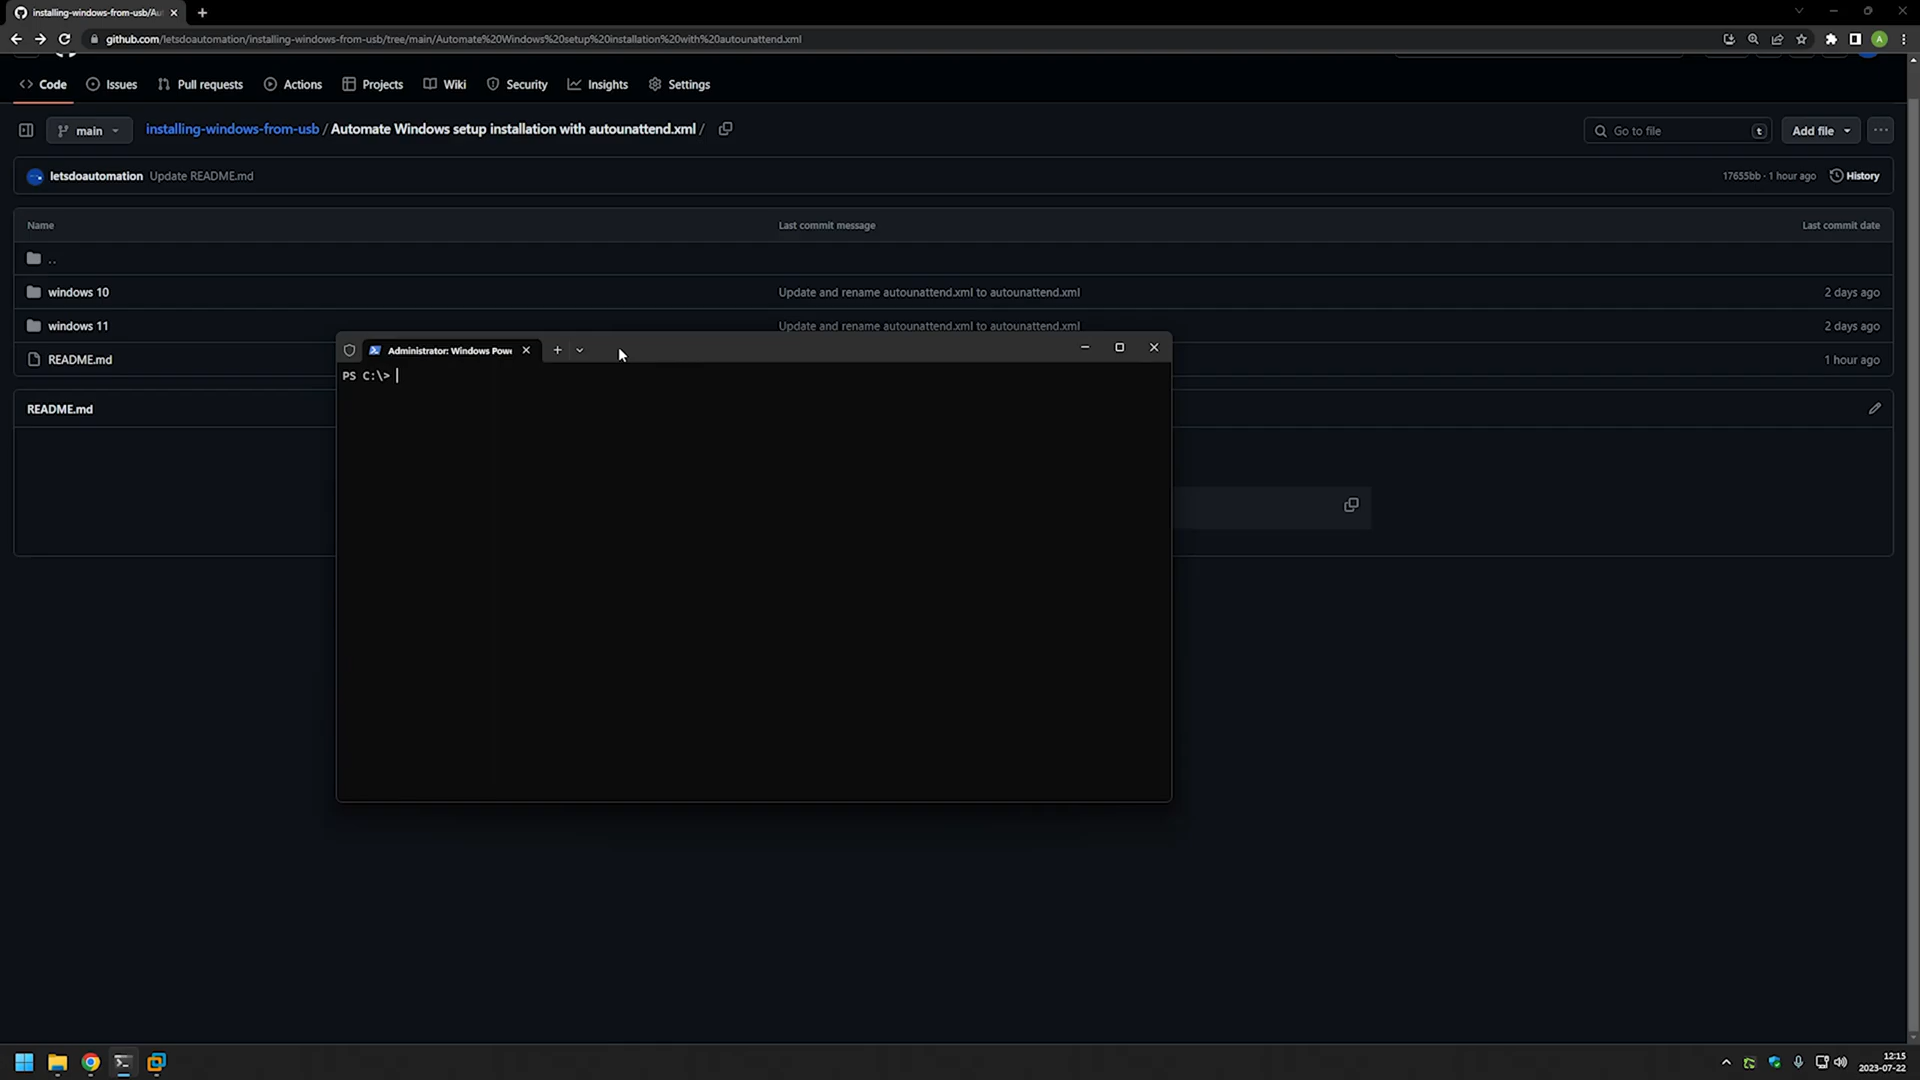 installing-windows-from-usb/Au
github.com/letsdoautomation/installing-windows-from-usb/tree/main/Automate%20Windows%20setup%20installation%20with%20autounattend.xml
A
Code Issues Pull requests Actions Projects Wiki Security Insights Settings
main installing-windows-from-usb / Automate Windows setup installation with autounattend.xml / Go to file t Add file
letsdoautomation Update README.md 17655bb · 1 hour ago History
Name Last commit message Last commit date
..
windows 10 Update and rename autounattend.xml to autounattend.xml 2 days ago
windows 11 Update and rename autounattend.xml to autounattend.xml 2 days ago
README.md 1 hour ago
README.md
Administrator: Windows Powe
PS C:\>
12:15
2023-07-22